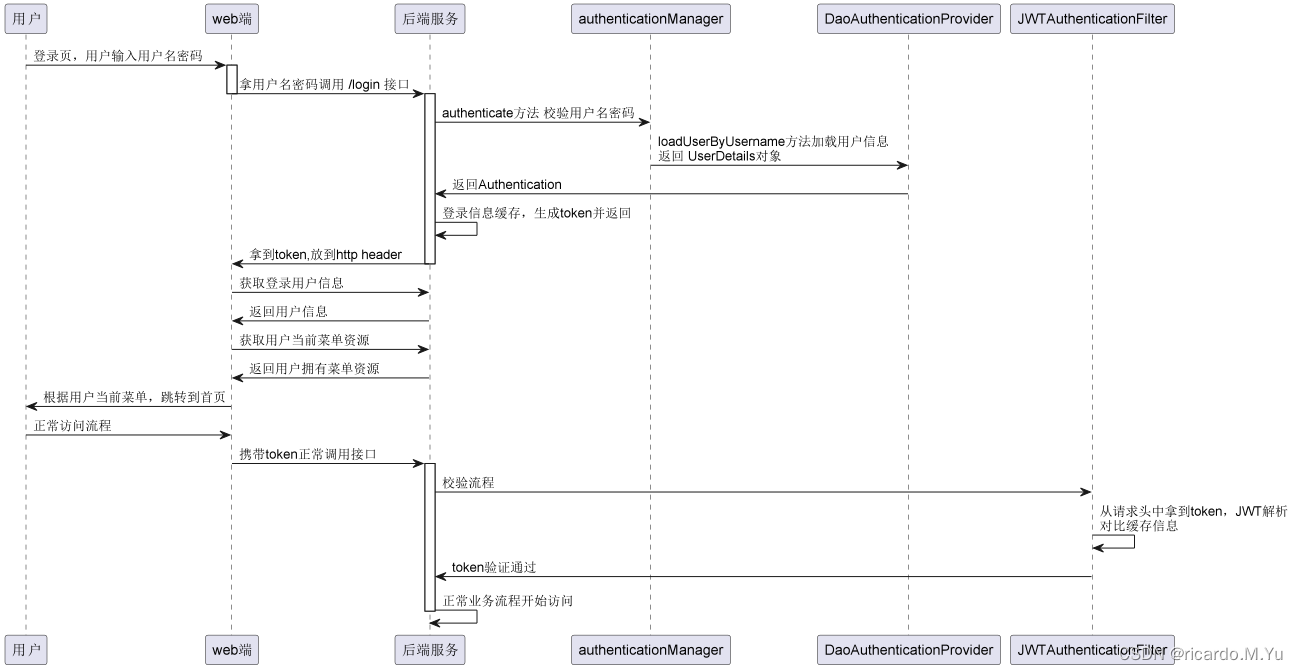 用户 web端 后端服务 authenticationManager DaoAuthenticationProvider JWTAuthenticationFilter
登录页，用户输入用户名密码
拿用户名密码调用 /login 接口
authenticate方法 校验用户名密码
loadUserByUsername方法加载用户信息
返回 UserDetails对象
返回Authentication
登录信息缓存，生成token并返回
拿到token,放到http header
获取登录用户信息
返回用户信息
获取用户当前菜单资源
返回用户拥有菜单资源
根据用户当前菜单，跳转到首页
正常访问流程
携带token正常调用接口
校验流程
从请求头中拿到token，JWT解析
对比缓存信息
token验证通过
正常业务流程开始访问
用户 web端 后端服务 authenticationManager DaoAuthenticationProvider JWTAuthenticationFilter
CSDN @ricardo.M.Yu